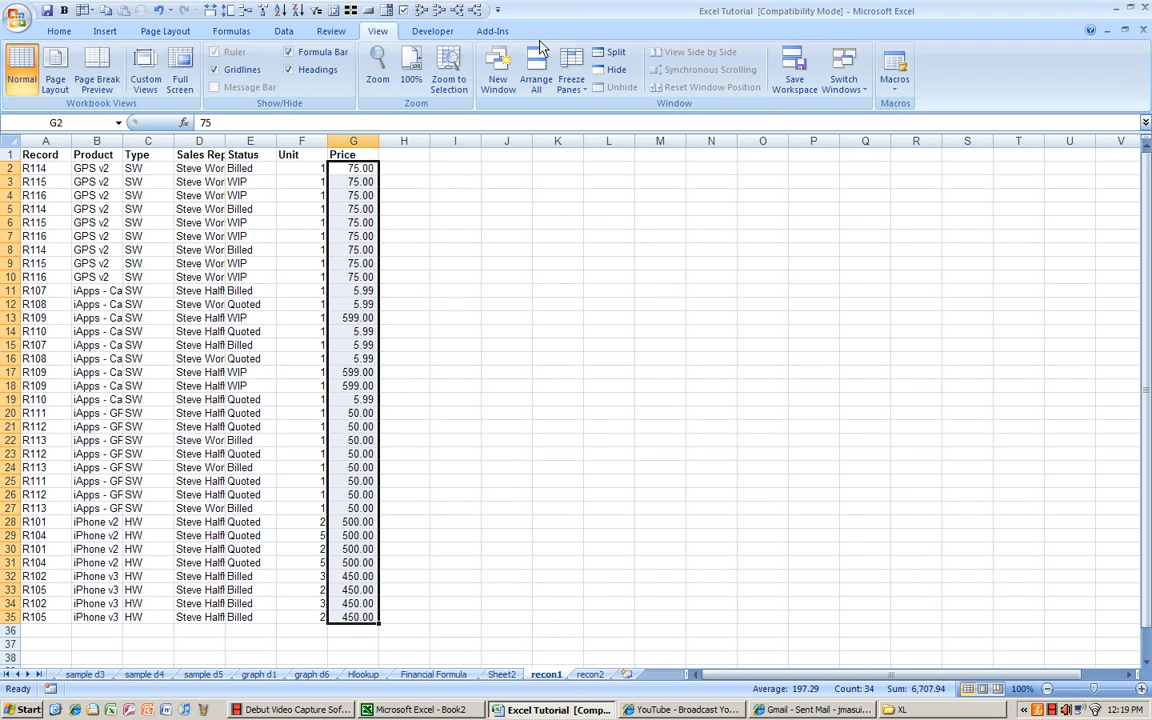 Excel Tutorial  [Compatibility Mode] - Microsoft Excel
Home Insert Page Layout Formulas Data Review View Developer Add-Ins
Normal Page Layout Page Break Preview Custom Views Full Screen
Workbook Views
Ruler Formula Bar
Gridlines Headings
Message Bar
Show/Hide
Zoom 100% Zoom to Selection
Zoom
New Window Arrange All Freeze Panes Split Hide Unhide
View Side by Side
Synchronous Scrolling
Reset Window Position
Window
Save Workspace Switch Windows
Macros
Macros
G2 fx 75
A B C D E F G H I J K L M N O P Q R S T U V
1 Record Product Type Sales Rep Status Unit Price
2 R114 GPS v2 SW Steve Wor Billed 1 75.00
3 R115 GPS v2 SW Steve Wor WIP 1 75.00
4 R116 GPS v2 SW Steve Wor WIP 1 75.00
5 R114 GPS v2 SW Steve Wor Billed 1 75.00
6 R115 GPS v2 SW Steve Wor WIP 1 75.00
7 R116 GPS v2 SW Steve Wor WIP 1 75.00
8 R114 GPS v2 SW Steve Wor Billed 1 75.00
9 R115 GPS v2 SW Steve Wor WIP 1 75.00
10 R116 GPS v2 SW Steve Wor WIP 1 75.00
11 R107 iApps - Ca SW Steve Half Billed 1 5.99
12 R108 iApps - Ca SW Steve Wor Quoted 1 5.99
13 R109 iApps - Ca SW Steve Half WIP 1 599.00
14 R110 iApps - Ca SW Steve Half Quoted 1 5.99
15 R107 iApps - Ca SW Steve Half Billed 1 5.99
16 R108 iApps - Ca SW Steve Wor Quoted 1 5.99
17 R109 iApps - Ca SW Steve Half WIP 1 599.00
18 R109 iApps - Ca SW Steve Half WIP 1 599.00
19 R110 iApps - Ca SW Steve Half Quoted 1 5.99
20 R111 iApps - GF SW Steve Half Quoted 1 50.00
21 R112 iApps - GF SW Steve Half Quoted 1 50.00
22 R113 iApps - GF SW Steve Wor Billed 1 50.00
23 R112 iApps - GF SW Steve Half Quoted 1 50.00
24 R113 iApps - GF SW Steve Wor Billed 1 50.00
25 R111 iApps - GF SW Steve Half Quoted 1 50.00
26 R112 iApps - GF SW Steve Half Quoted 1 50.00
27 R113 iApps - GF SW Steve Wor Billed 1 50.00
28 R101 iPhone v2 HW Steve Half Quoted 2 500.00
29 R104 iPhone v2 HW Steve Half Quoted 5 500.00
30 R101 iPhone v2 HW Steve Half Quoted 2 500.00
31 R104 iPhone v2 HW Steve Half Quoted 5 500.00
32 R102 iPhone v3 HW Steve Half Billed 3 450.00
33 R105 iPhone v3 HW Steve Half Billed 2 450.00
34 R102 iPhone v3 HW Steve Half Billed 3 450.00
35 R105 iPhone v3 HW Steve Half Billed 2 450.00
36
37
38
sample d3 sample d4 sample d5 graph d1 graph d6 Hlookup Financial Formula Sheet2 recon1 recon2
Ready Average: 197.29 Count: 34 Sum: 6,707.94 100%
Start Debut Video Capture Sof... Microsoft Excel - Book2 Excel Tutorial [Comp... YouTube - Broadcast Yo... Gmail - Sent Mail - jmasui... XL 12:19 PM